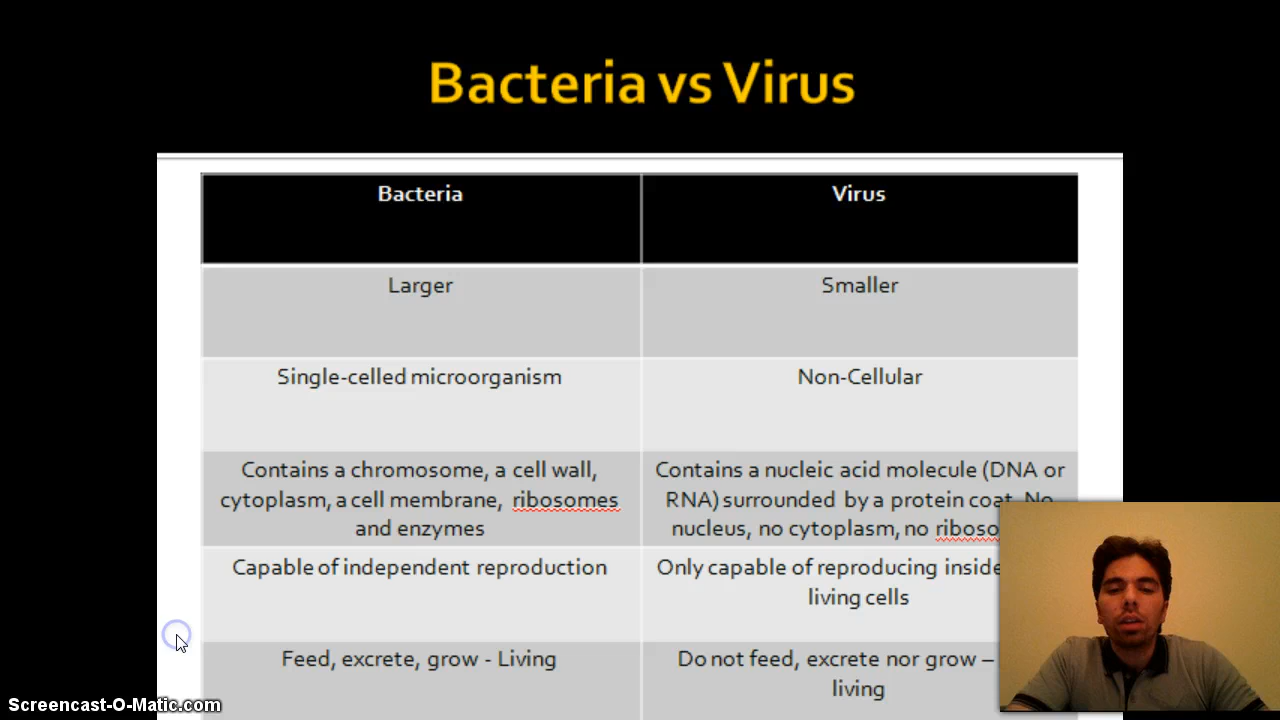 Bacteria vs Virus
Bacteria
Virus
Larger
Smaller
Single-celled microorganism
Non-Cellular
Contains a chromosome, a cell wall,
cytoplasm, a cell membrane, ribosomes
and enzymes
Contains a nucleic acid molecule (DNA or
RNA) surrounded by a protein coat. No
nucleus, no cytoplasm, no
Capable of independent reproduction
Only capable of reproducing inside
living cells
Feed, excrete, grow - Living
Do not feed, excrete nor grow –
living
Screencast-O-Matic.com